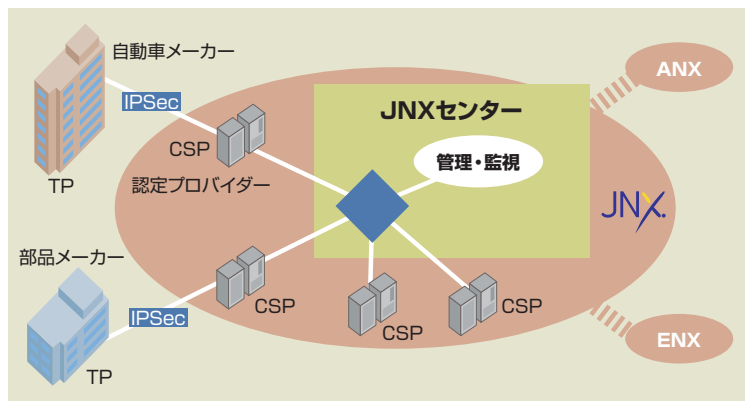 自動車メーカー
IPSec
CSP
認定プロバイダー
TP
JNXセンター
管理・監視
ANX
JNX.
部品メーカー
IPSec
TP
CSP
CSP
CSP
ENX